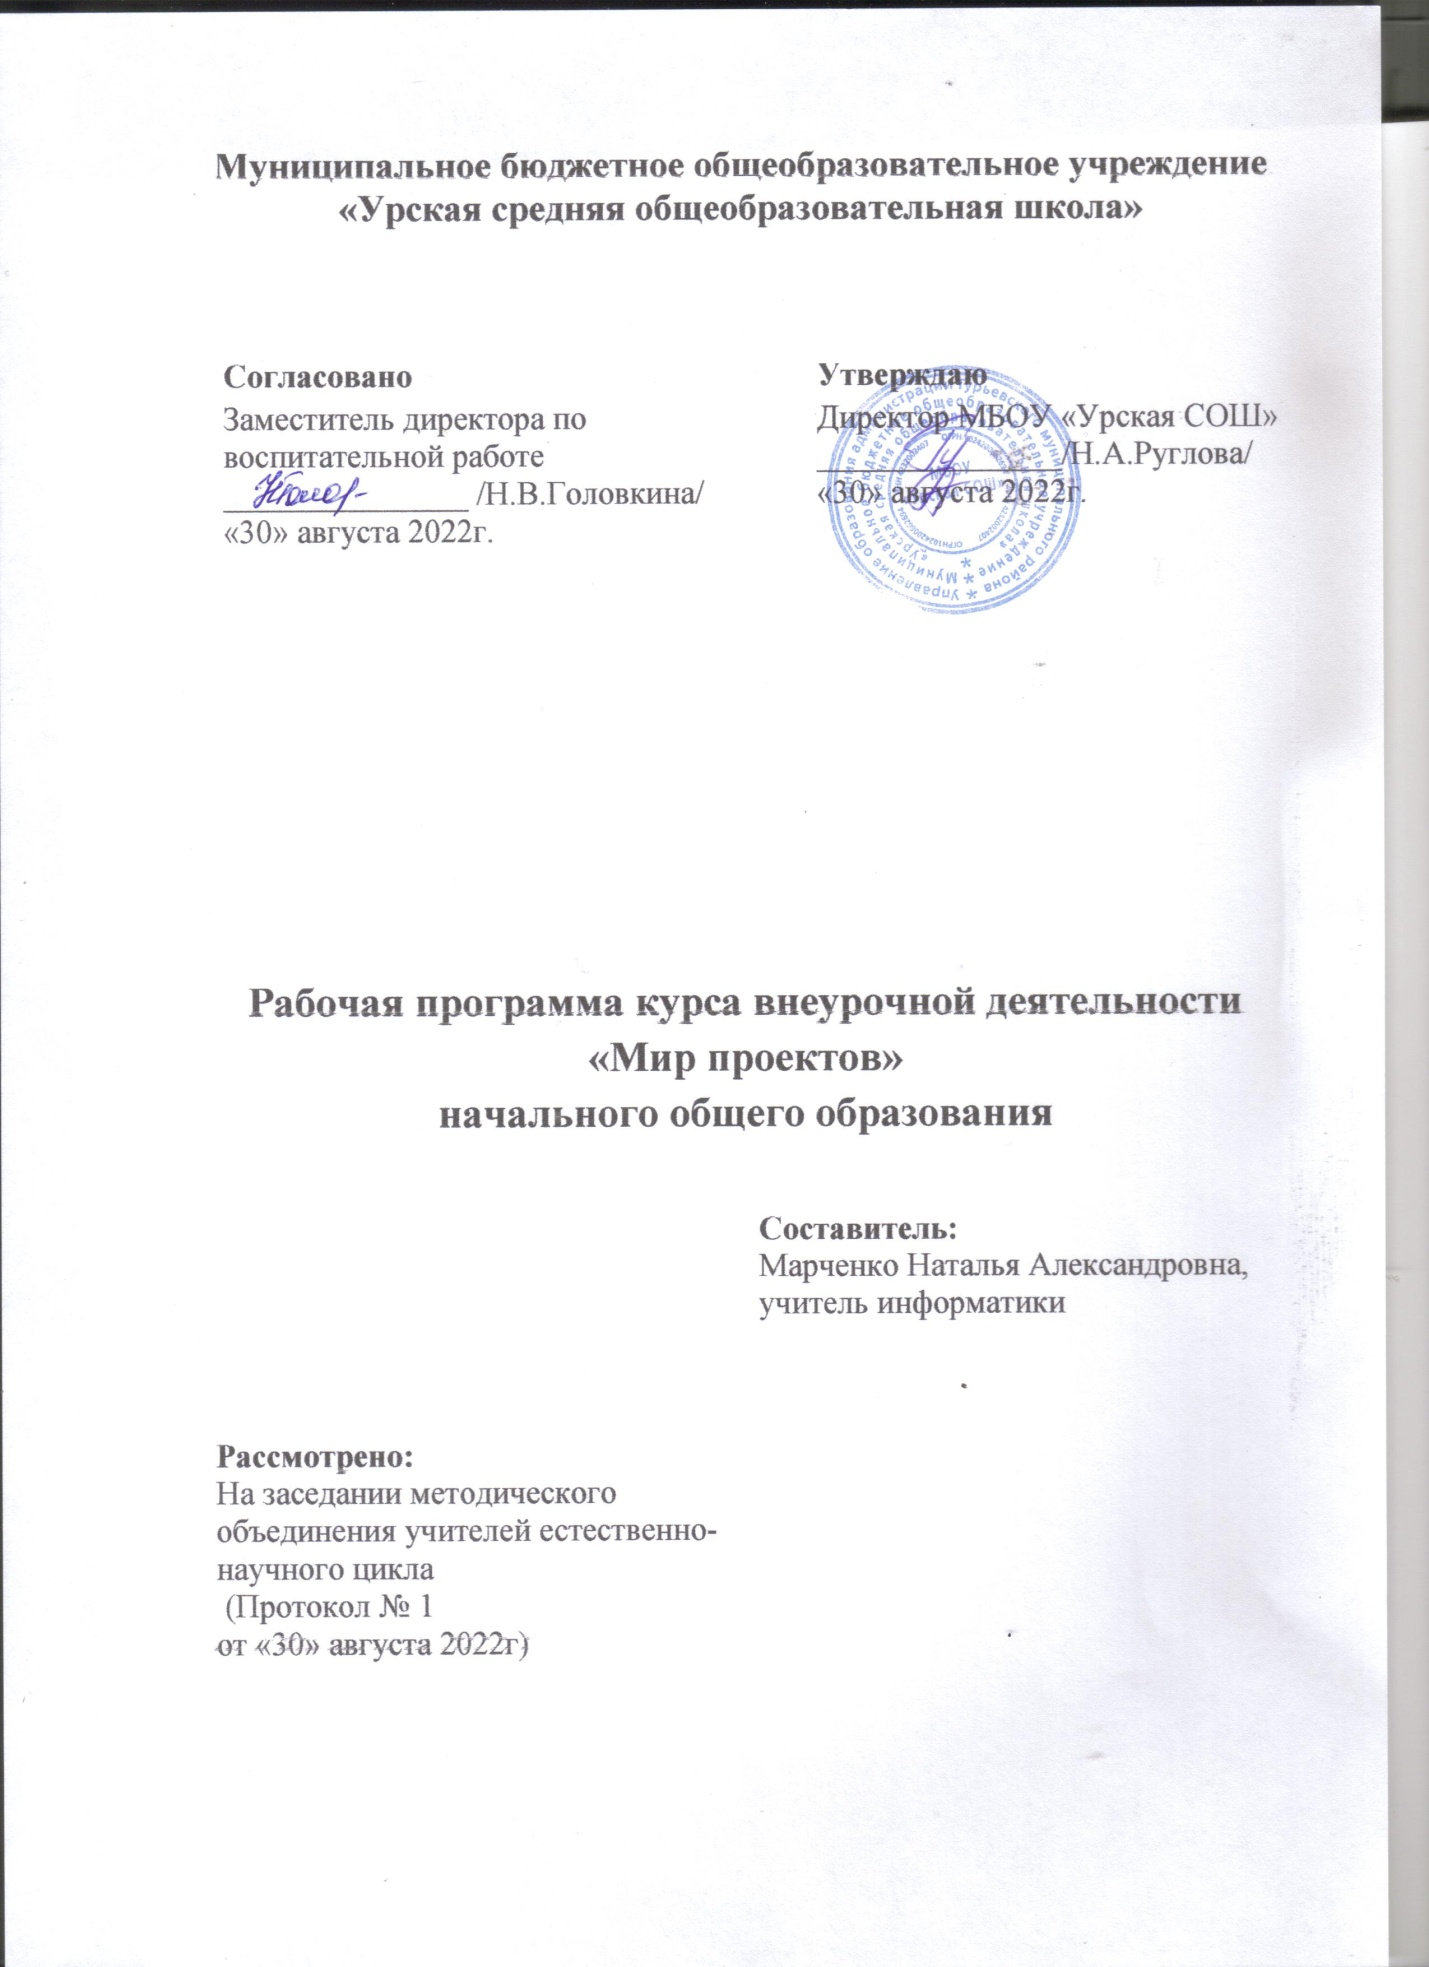 Муниципальное бюджетное общеобразовательное учреждение
«Урская средняя общеобразовательная школа»
Согласовано
Заместитель директора по
воспитательной работе
/Н.В.Головкина/
«30» августа 2022г.
Утверждаю
Директор МБОУ «Урская СОШ»
/Н.А.Руглова/
«30» августа 2022г.
Рабочая программа курса внеурочной деятельности
«Мир проектов»
начального общего образования
Составитель:
Марченко Наталья Александровна,
учитель информатики
Рассмотрено:
На заседании методического
объединения учителей естественно-
научного цикла
(Протокол № 1
от «30» августа 2022г)